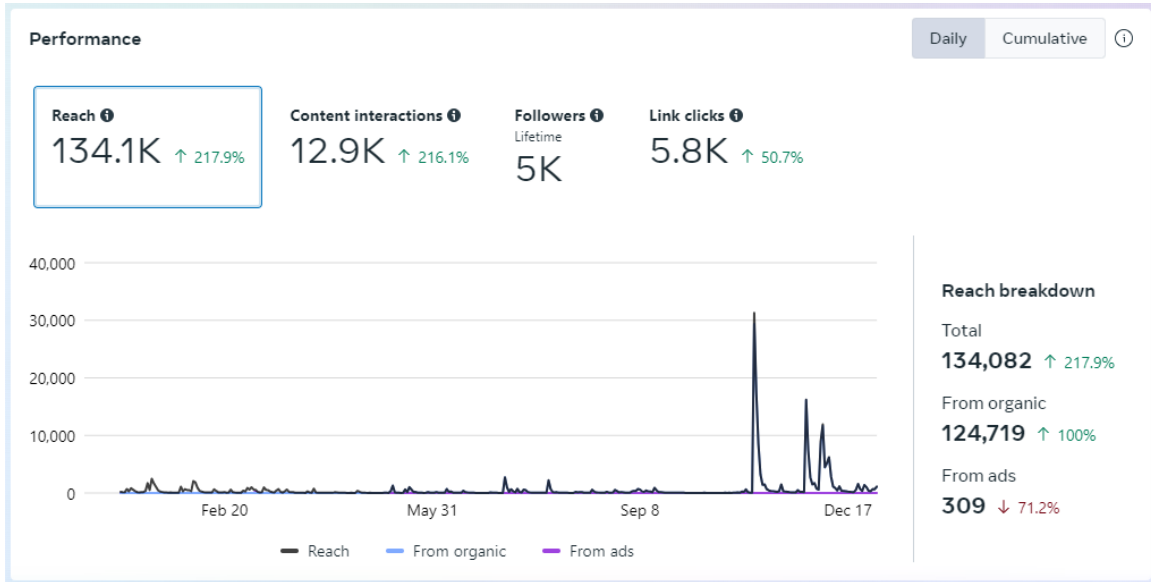 Performance
Daily Cumulative
Reach
134.1K ↑ 217.9%
Content interactions
12.9K ↑ 216.1%
Followers
Lifetime
5K
Link clicks
5.8K ↑ 50.7%
40,000
30,000
20,000
10,000
0
Feb 20 May 31 Sep 8 Dec 17
Reach From organic From ads
Reach breakdown
Total
134,082 ↑ 217.9%
From organic
124,719 ↑ 100%
From ads
309 ↓ 71.2%